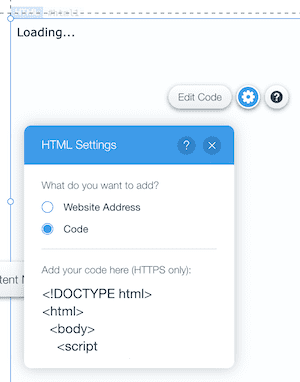 Loading...
Edit Code
?
HTML Settings
?
What do you want to add?
Website Address
Code
Add your code here (HTTPS only):
<!DOCTYPE html>
<html>
<body>
<script